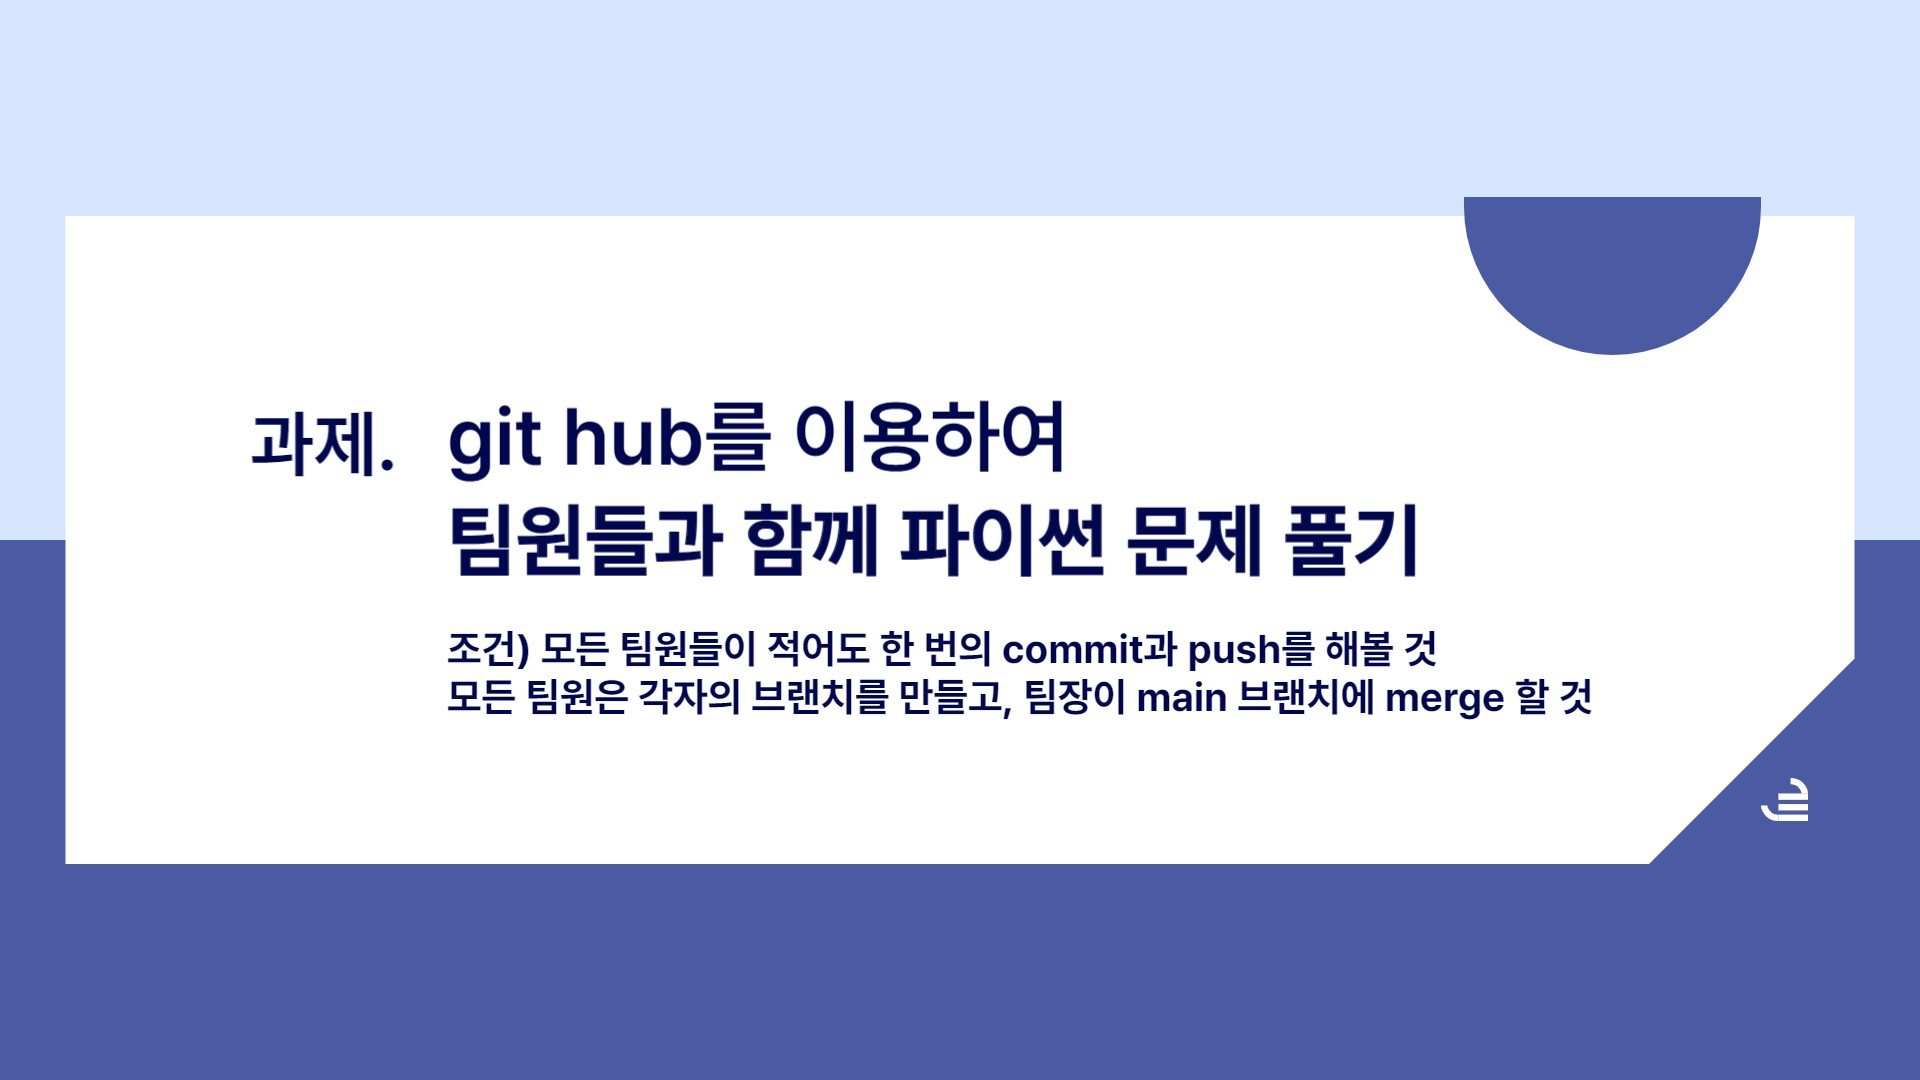 과제.
git hub를 이용하여
팀원들과 함께 파이썬 문제 풀기
조건) 모든 팀원들이 적어도 한 번의 commit과 push를 해볼 것
모든 팀원은 각자의 브랜치를 만들고, 팀장이 main 브랜치에 merge 할 것